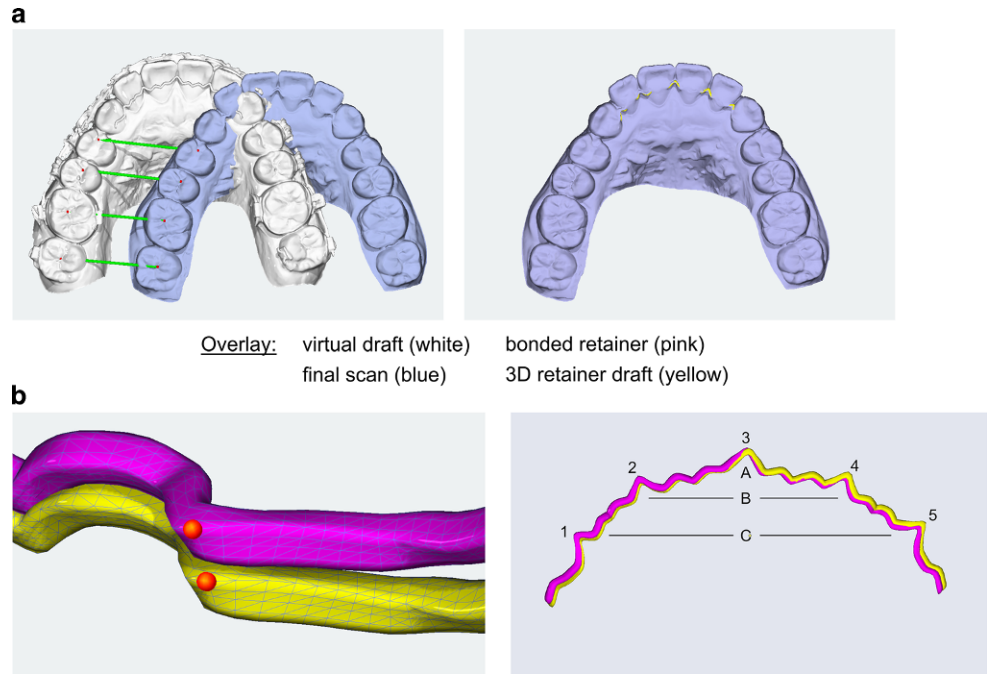 a
Overlay: virtual draft (white) bonded retainer (pink)
final scan (blue) 3D retainer draft (yellow)
b
3
2 A 4
B
1 C 5